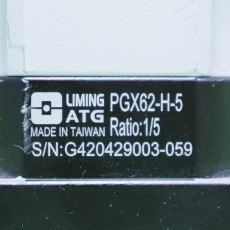 LIMING PGX62-H-5
ATG
MADE IN TAIWAN Ratio:1/5
S/N:G420429003-059